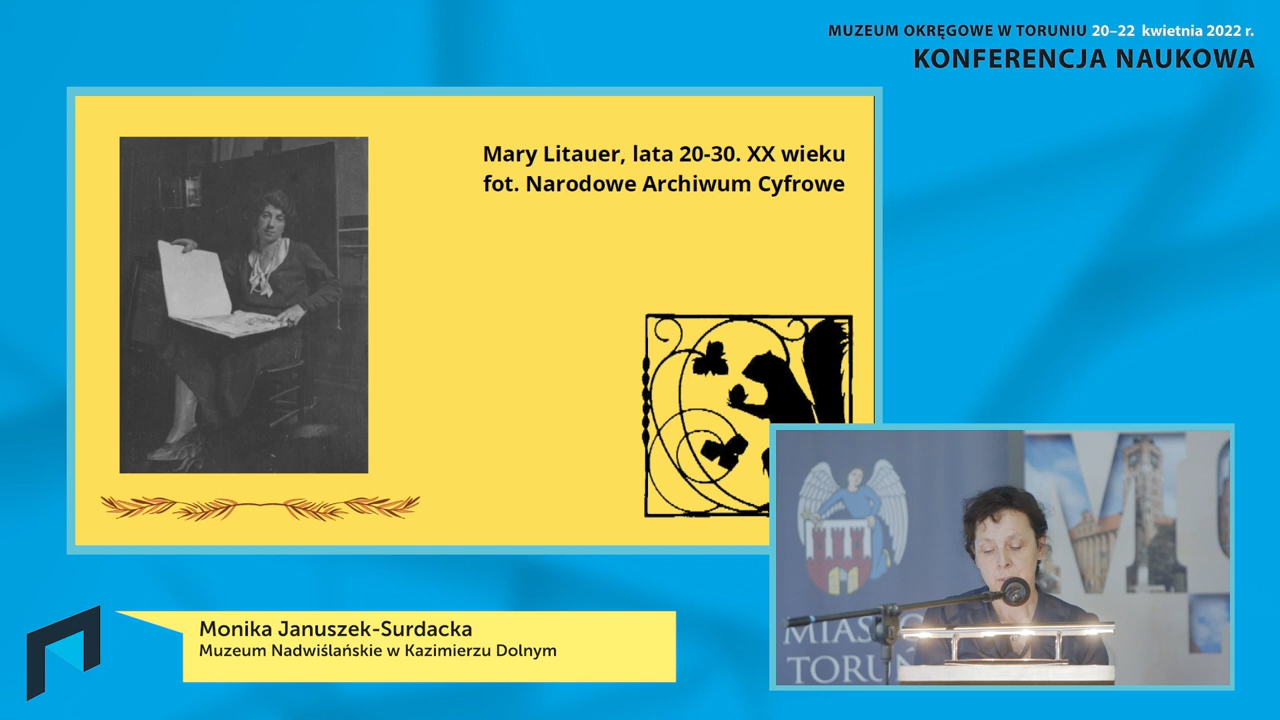 MUZEUM OKRĘGOWE W TORUNIU 20–22 kwietnia 2022 r.
KONFERENCJA NAUKOWA
Mary Litauer, lata 20-30. XX wieku
fot. Narodowe Archiwum Cyfrowe
MIASTO
TORUŃ
Monika Januszek-Surdacka
Muzeum Nadwiślańskie w Kazimierzu Dolnym